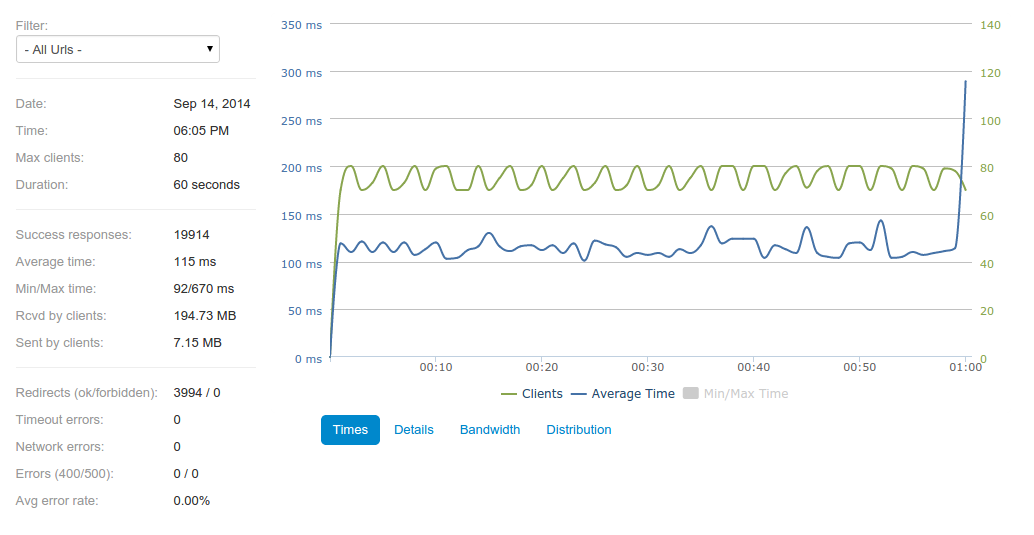 Filter:
- All Urls -
Date: Sep 14, 2014
Time: 06:05 PM
Max clients: 80
Duration: 60 seconds
Success responses: 19914
Average time: 115 ms
Min/Max time: 92/670 ms
Rcvd by clients: 194.73 MB
Sent by clients: 7.15 MB
Redirects (ok/forbidden): 3994 / 0
Timeout errors: 0
Network errors: 0
Errors (400/500): 0 / 0
Avg error rate: 0.00%
350 ms 140
300 ms 120
250 ms 100
200 ms 80
150 ms 60
100 ms 40
50 ms 20
0 ms 0
00:10 00:20 00:30 00:40 00:50 01:00
Clients Average Time Min/Max Time
Times Details Bandwidth Distribution